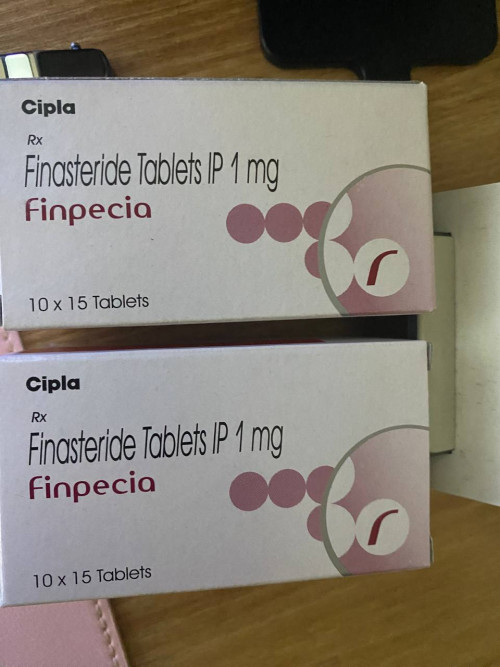 Cipla
Rx
Finasteride Tablets IP 1 mg
Finpecia
10 x 15 Tablets
Cipla
Rx
Finasteride Tablets IP 1 mg
Finpecia
10 x 15 Tablets